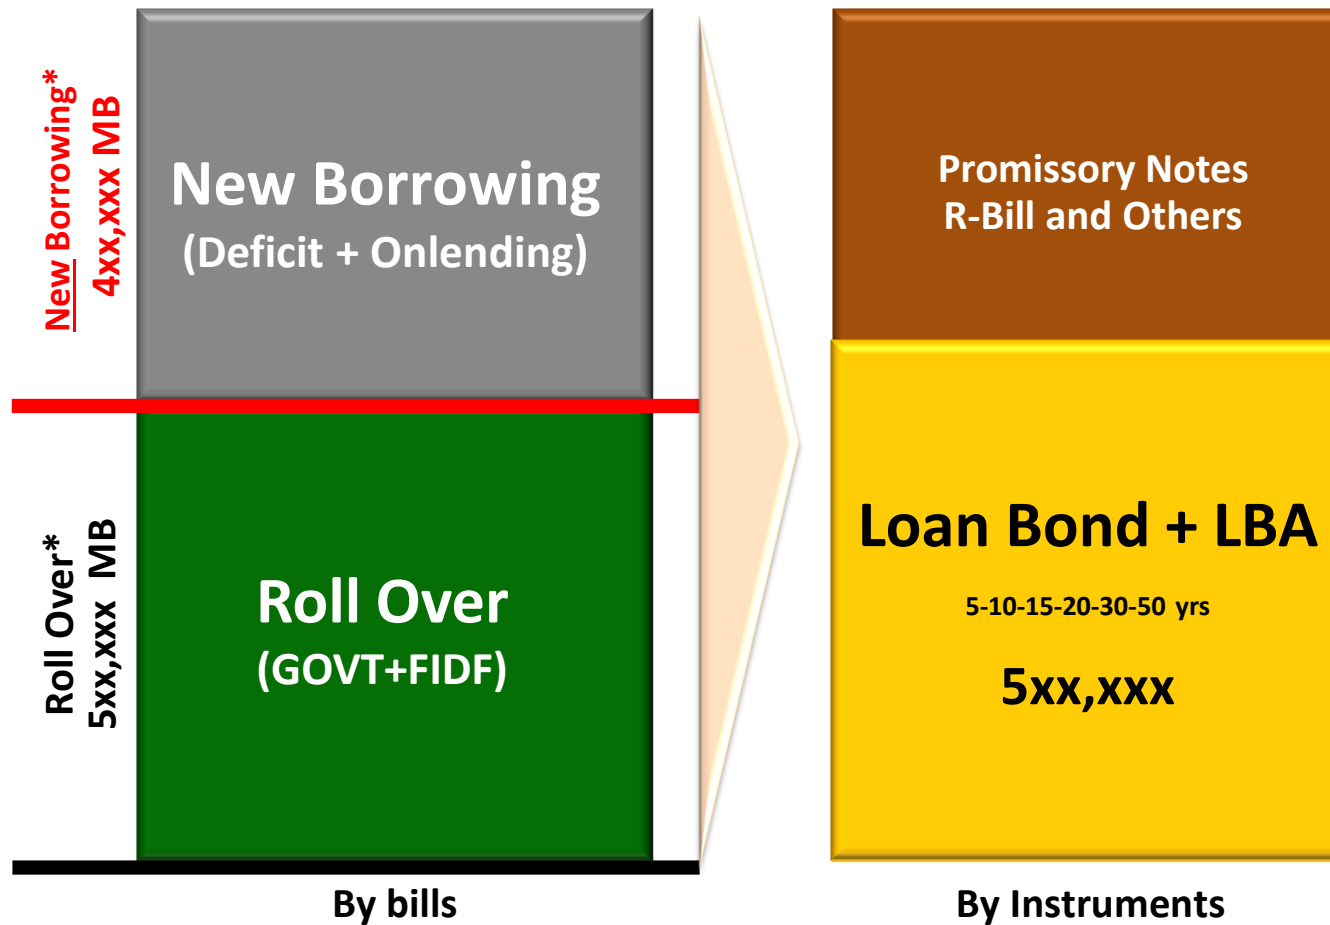 New Borrowing*
4xx,xxx MB
New Borrowing
(Deficit + Onlending)
Roll Over*
5xx,xxx MB
Roll Over
(GOVT+FIDF)
By bills
Promissory Notes
R-Bill and Others
Loan Bond + LBA
5-10-15-20-30-50 yrs
5xx,xxx
By Instruments